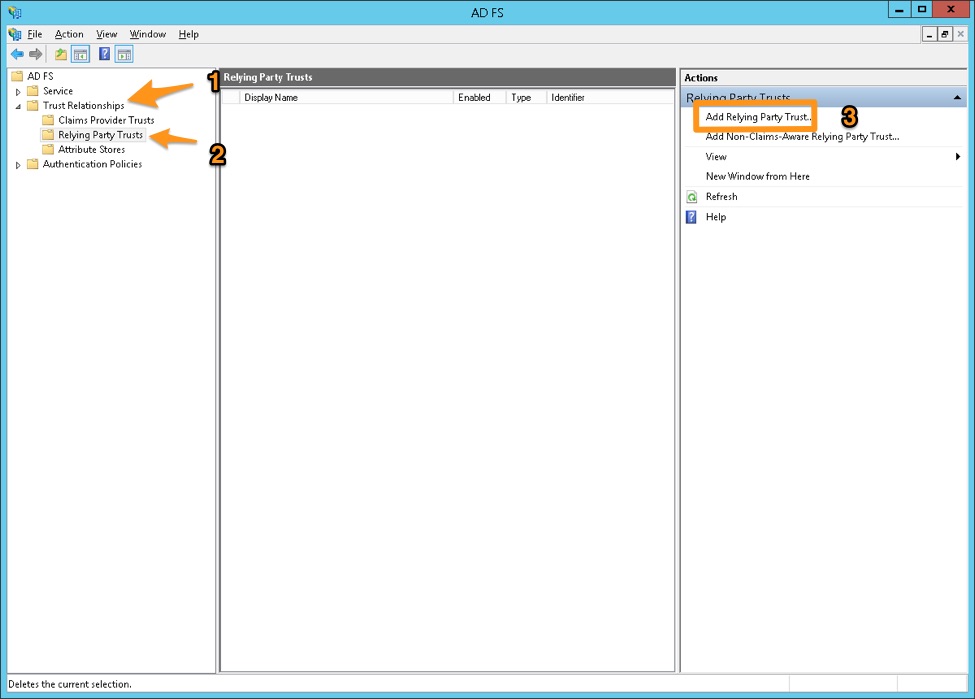 AD FS
File Action View Window Help
AD FS
Service
Trust Relationships
Claims Provider Trusts
Relying Party Trusts
Attribute Stores
Authentication Policies
1
2
Relying Party Trusts
Display Name Enabled Type Identifier
Actions
Relying Party Trusts
Add Relying Party Trust...
3
Add Non-Claims-Aware Relying Party Trust...
View
New Window from Here
Refresh
Help
Deletes the current selection.